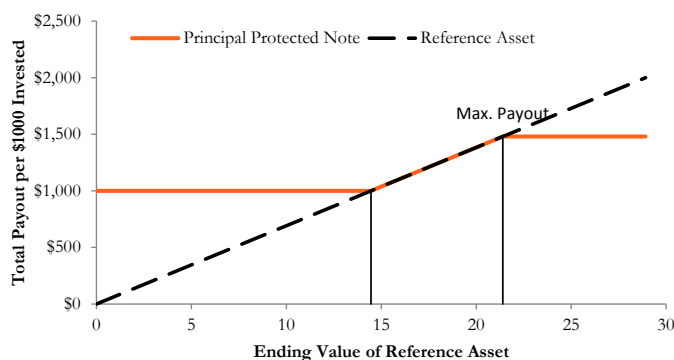 $2,500
Principal Protected Note
Reference Asset
$2,000
Max. Payout
$1,500
$1,000
$500
$0
Total Payout per $1000 Invested
0 5 10 15 20 25 30
Ending Value of Reference Asset